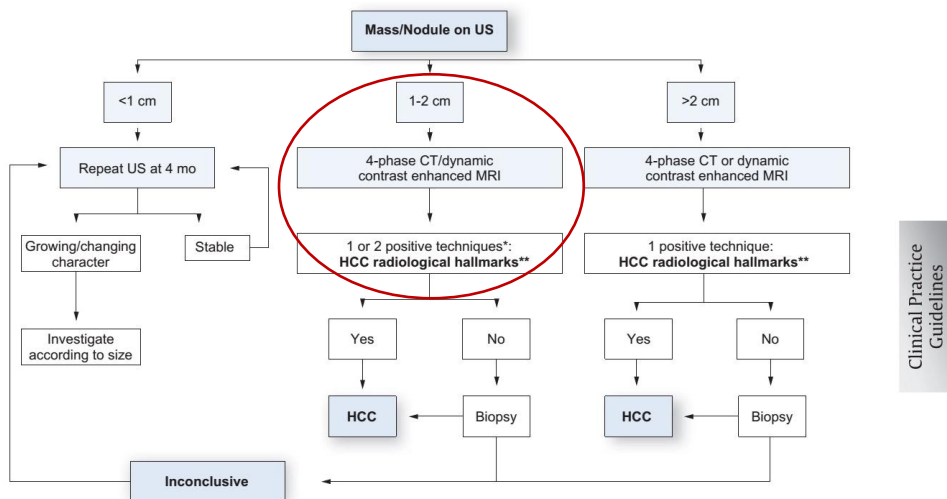 Mass/Nodule on US
<1 cm
1-2 cm
>2 cm
Repeat US at 4 mo
4-phase CT/dynamic
contrast enhanced MRI
4-phase CT or dynamic
contrast enhanced MRI
Growing/changing
character
Stable
1 or 2 positive techniques*:
HCC radiological hallmarks**
1 positive technique:
HCC radiological hallmarks**
Investigate
according to size
Yes
No
Yes
No
HCC
Biopsy
HCC
Biopsy
Inconclusive
Clinical Practice
Guidelines